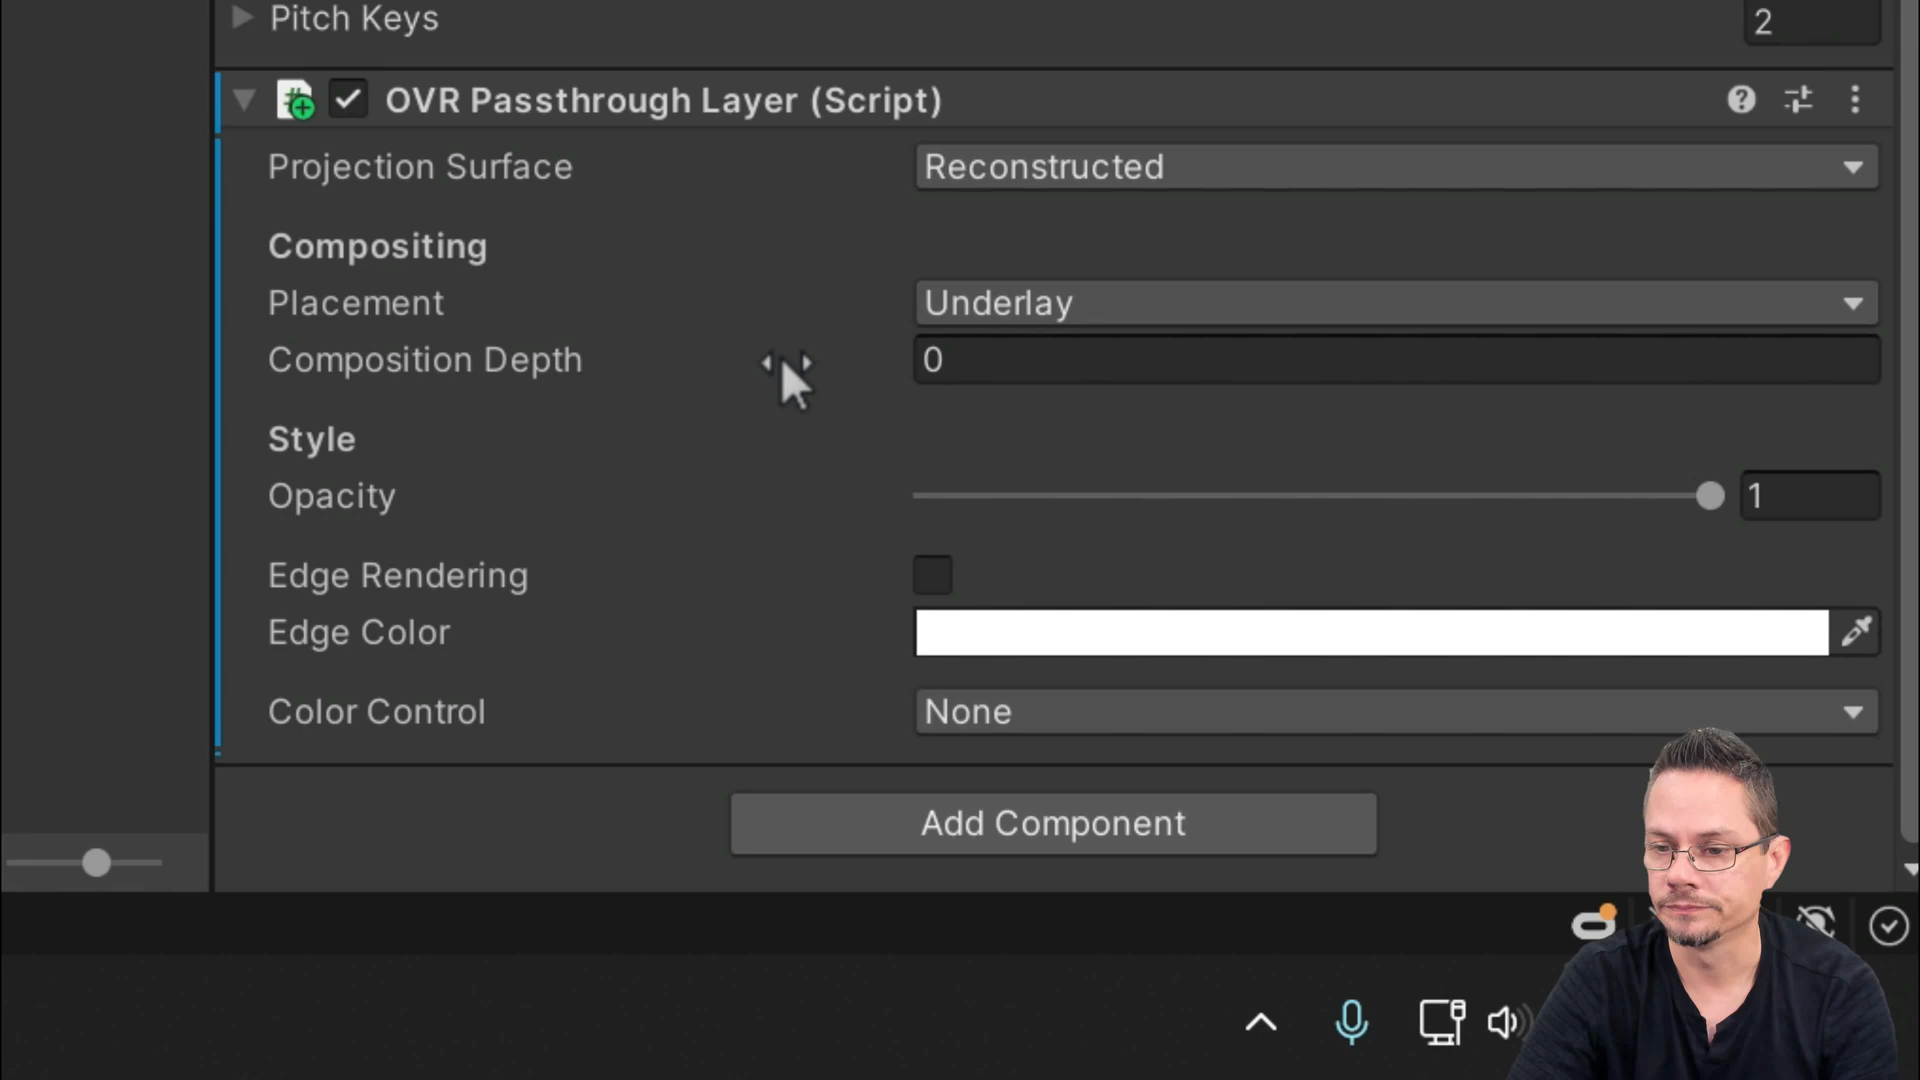 Pitch Keys 2
OVR Passthrough Layer (Script)
Projection Surface Reconstructed
Compositing
Placement Underlay
Composition Depth 0
Style
Opacity 1
Edge Rendering
Edge Color
Color Control None
Add Component